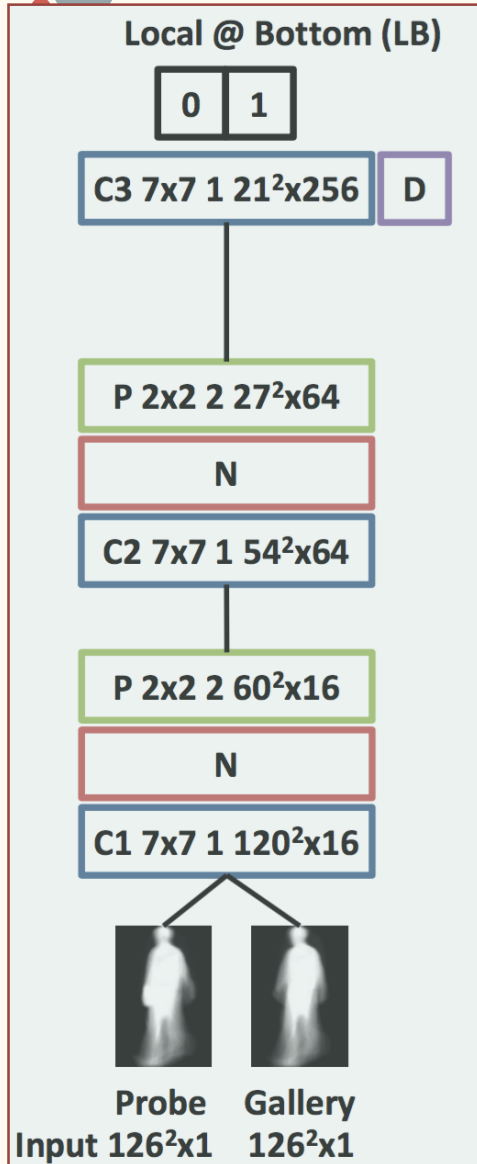 Local @ Bottom (LB)
0 1
C3 7x7 1 21²x256 D
P 2x2 2 27²x64
N
C2 7x7 1 54²x64
P 2x2 2 60²x16
N
C1 7x7 1 120²x16
Probe Gallery
Input 126²x1 126²x1